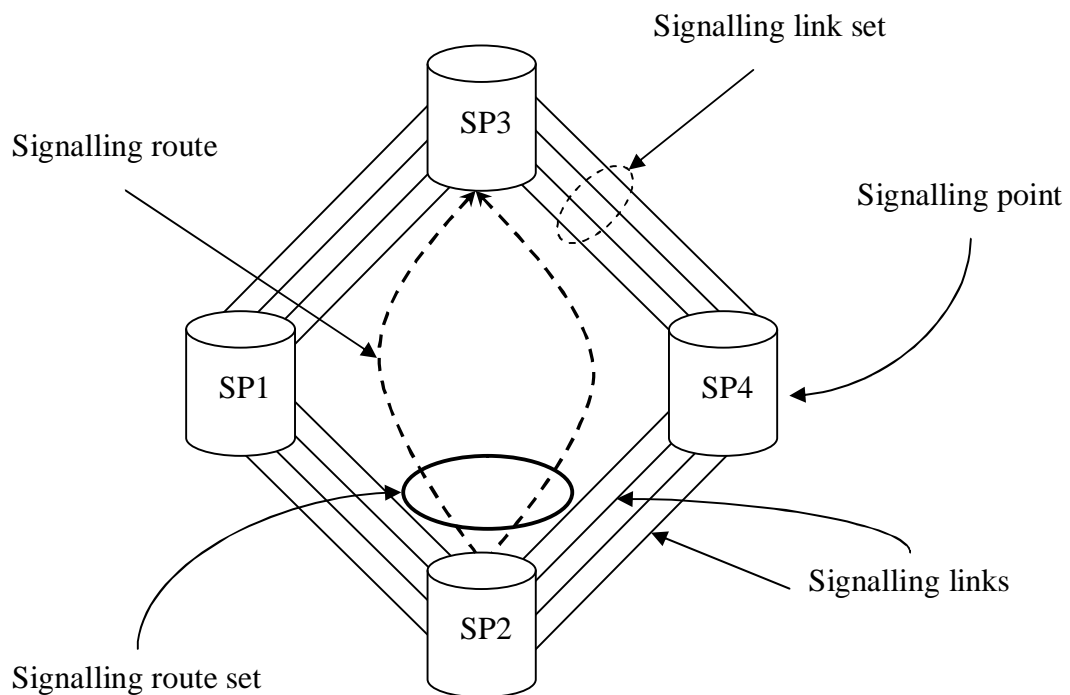 Signalling link set
SP3
Signalling route
Signalling point
SP1
SP4
Signalling links
SP2
Signalling route set